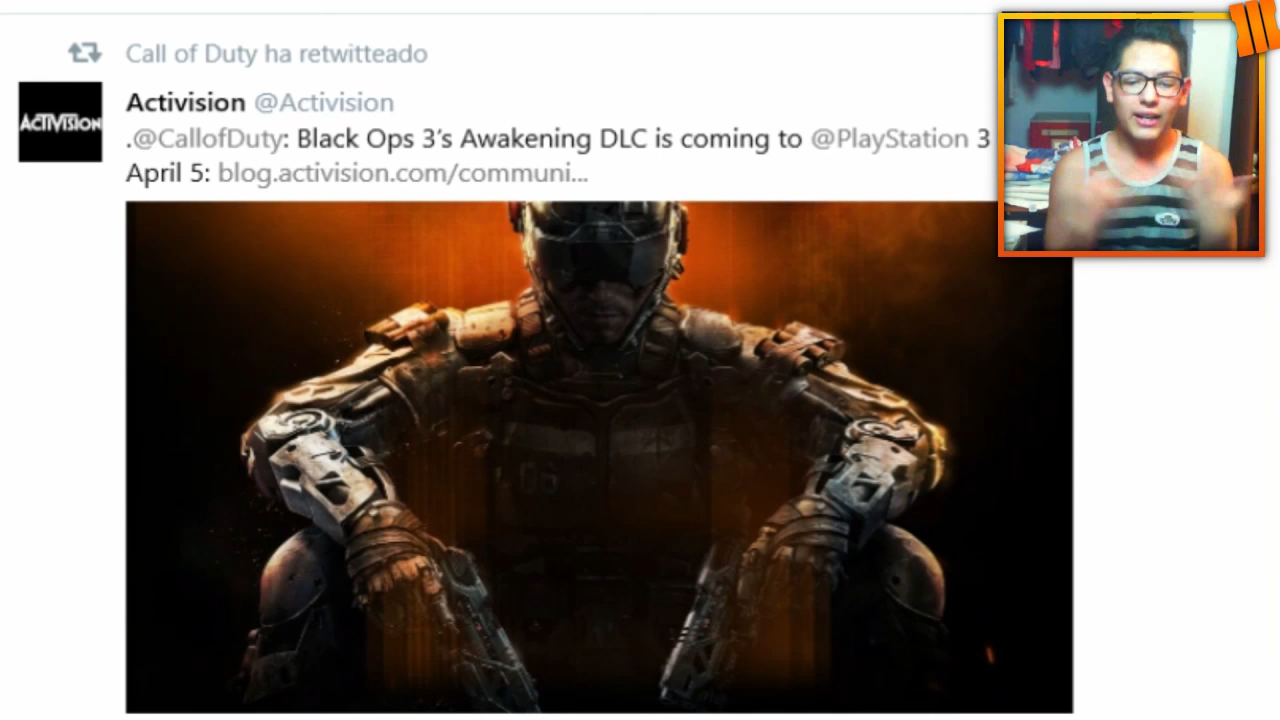 Call of Duty ha retwitteado
ACTIVISION
Activision @Activision
.@CallofDuty: Black Ops 3's Awakening DLC is coming to @PlayStation 3
April 5: blog.activision.com/communi...